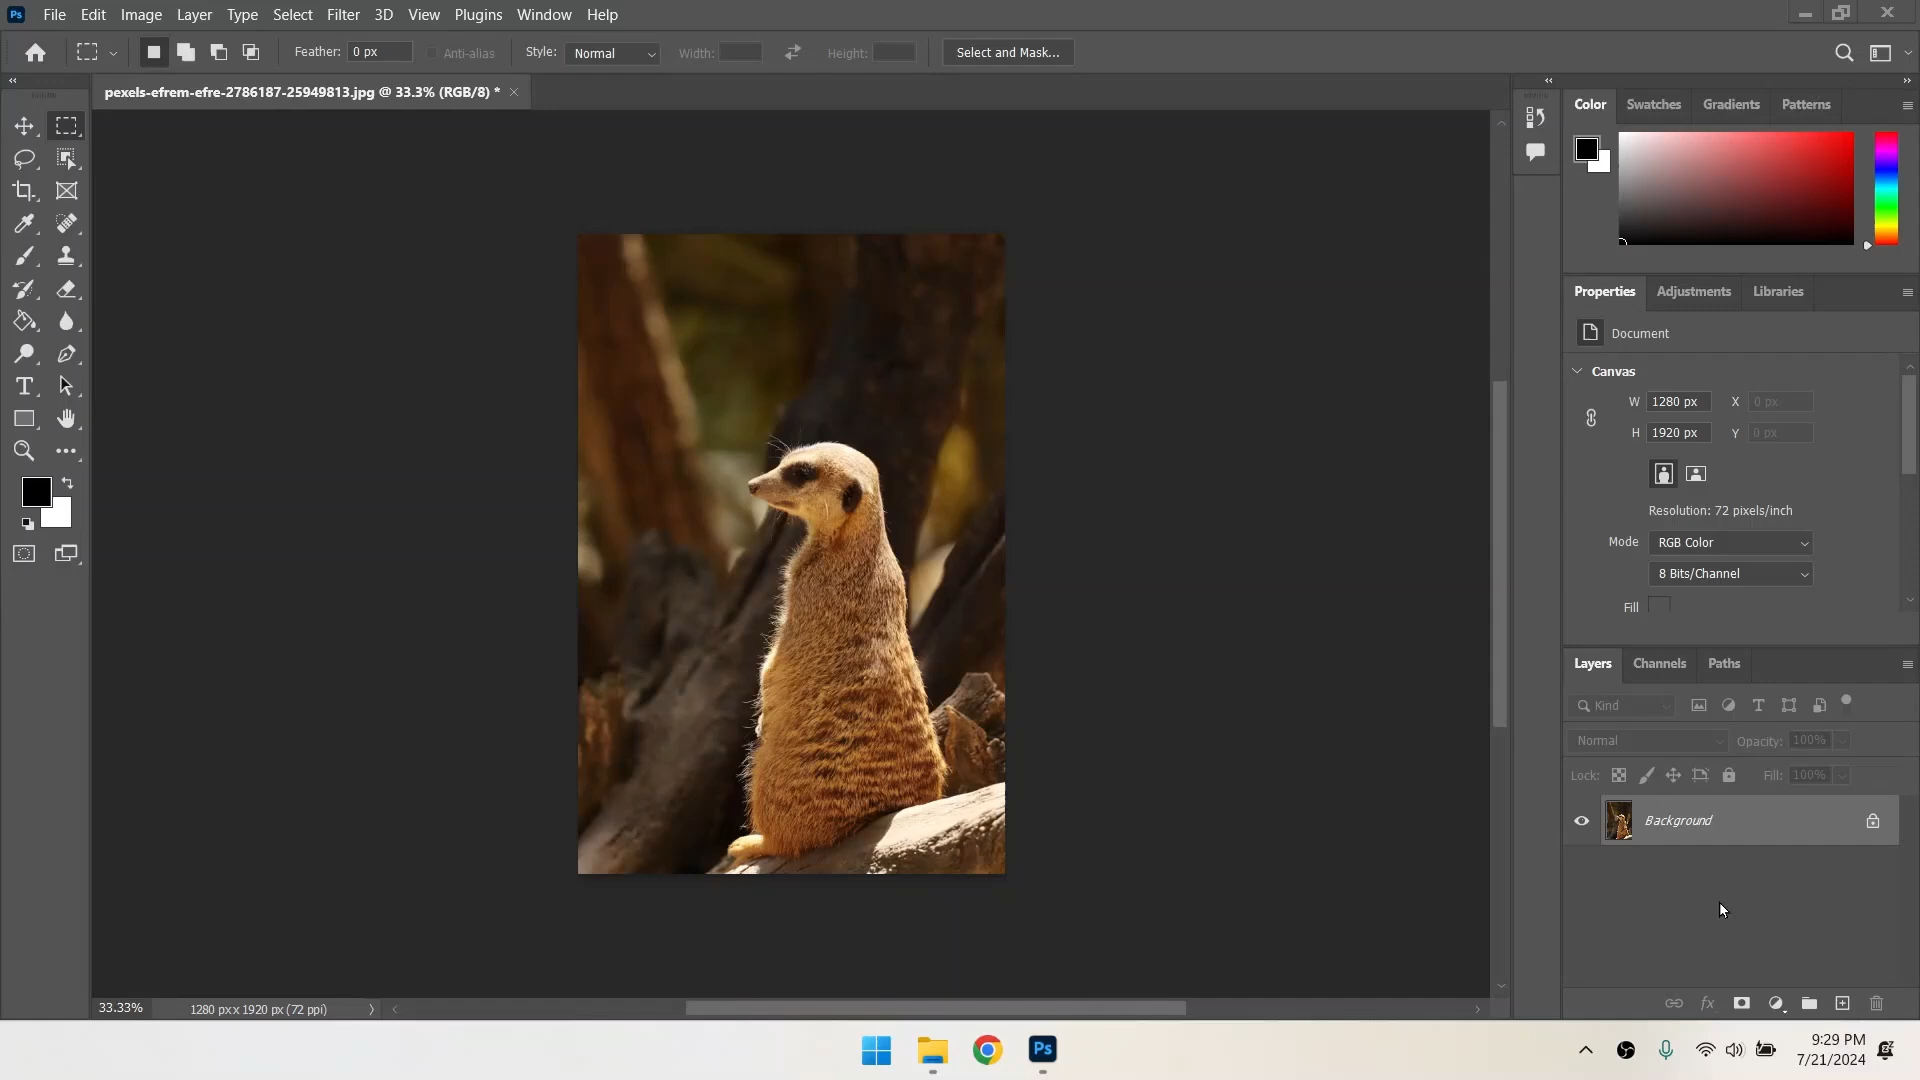 Ps File Edit Image Layer Type Select Filter 3D View Plugins Window Help
Feather: 0 px Anti-alias Style: Normal Width: Height: Select and Mask...
pexels-efrem-efre-2786187-25949813.jpg @ 33.3% (RGB/8) *
Color Swatches Gradients Patterns
Properties Adjustments Libraries
Document
Canvas
W 1280 px X 0 px
H 1920 px Y 0 px
Resolution: 72 pixels/inch
Mode RGB Color
8 Bits/Channel
Fill
Layers Channels Paths
Kind
Normal Opacity: 100%
Lock: Fill: 100%
Background
fx
33.33% 1280 px x 1920 px (72 ppi)
Ps
9:29 PM
7/21/2024